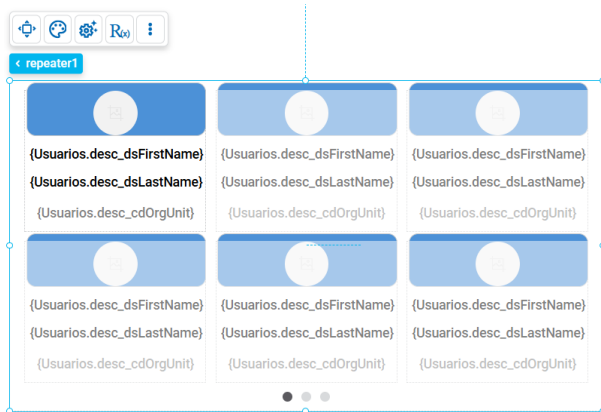 R(x)
repeater1
{Usuarios.desc_dsFirstName} {Usuarios.desc_dsFirstName} {Usuarios.desc_dsFirstName}
{Usuarios.desc_dsLastName} {Usuarios.desc_dsLastName} {Usuarios.desc_dsLastName}
{Usuarios.desc_cdOrgUnit} {Usuarios.desc_cdOrgUnit} {Usuarios.desc_cdOrgUnit}
{Usuarios.desc_dsFirstName} {Usuarios.desc_dsFirstName} {Usuarios.desc_dsFirstName}
{Usuarios.desc_dsLastName} {Usuarios.desc_dsLastName} {Usuarios.desc_dsLastName}
{Usuarios.desc_cdOrgUnit} {Usuarios.desc_cdOrgUnit} {Usuarios.desc_cdOrgUnit}